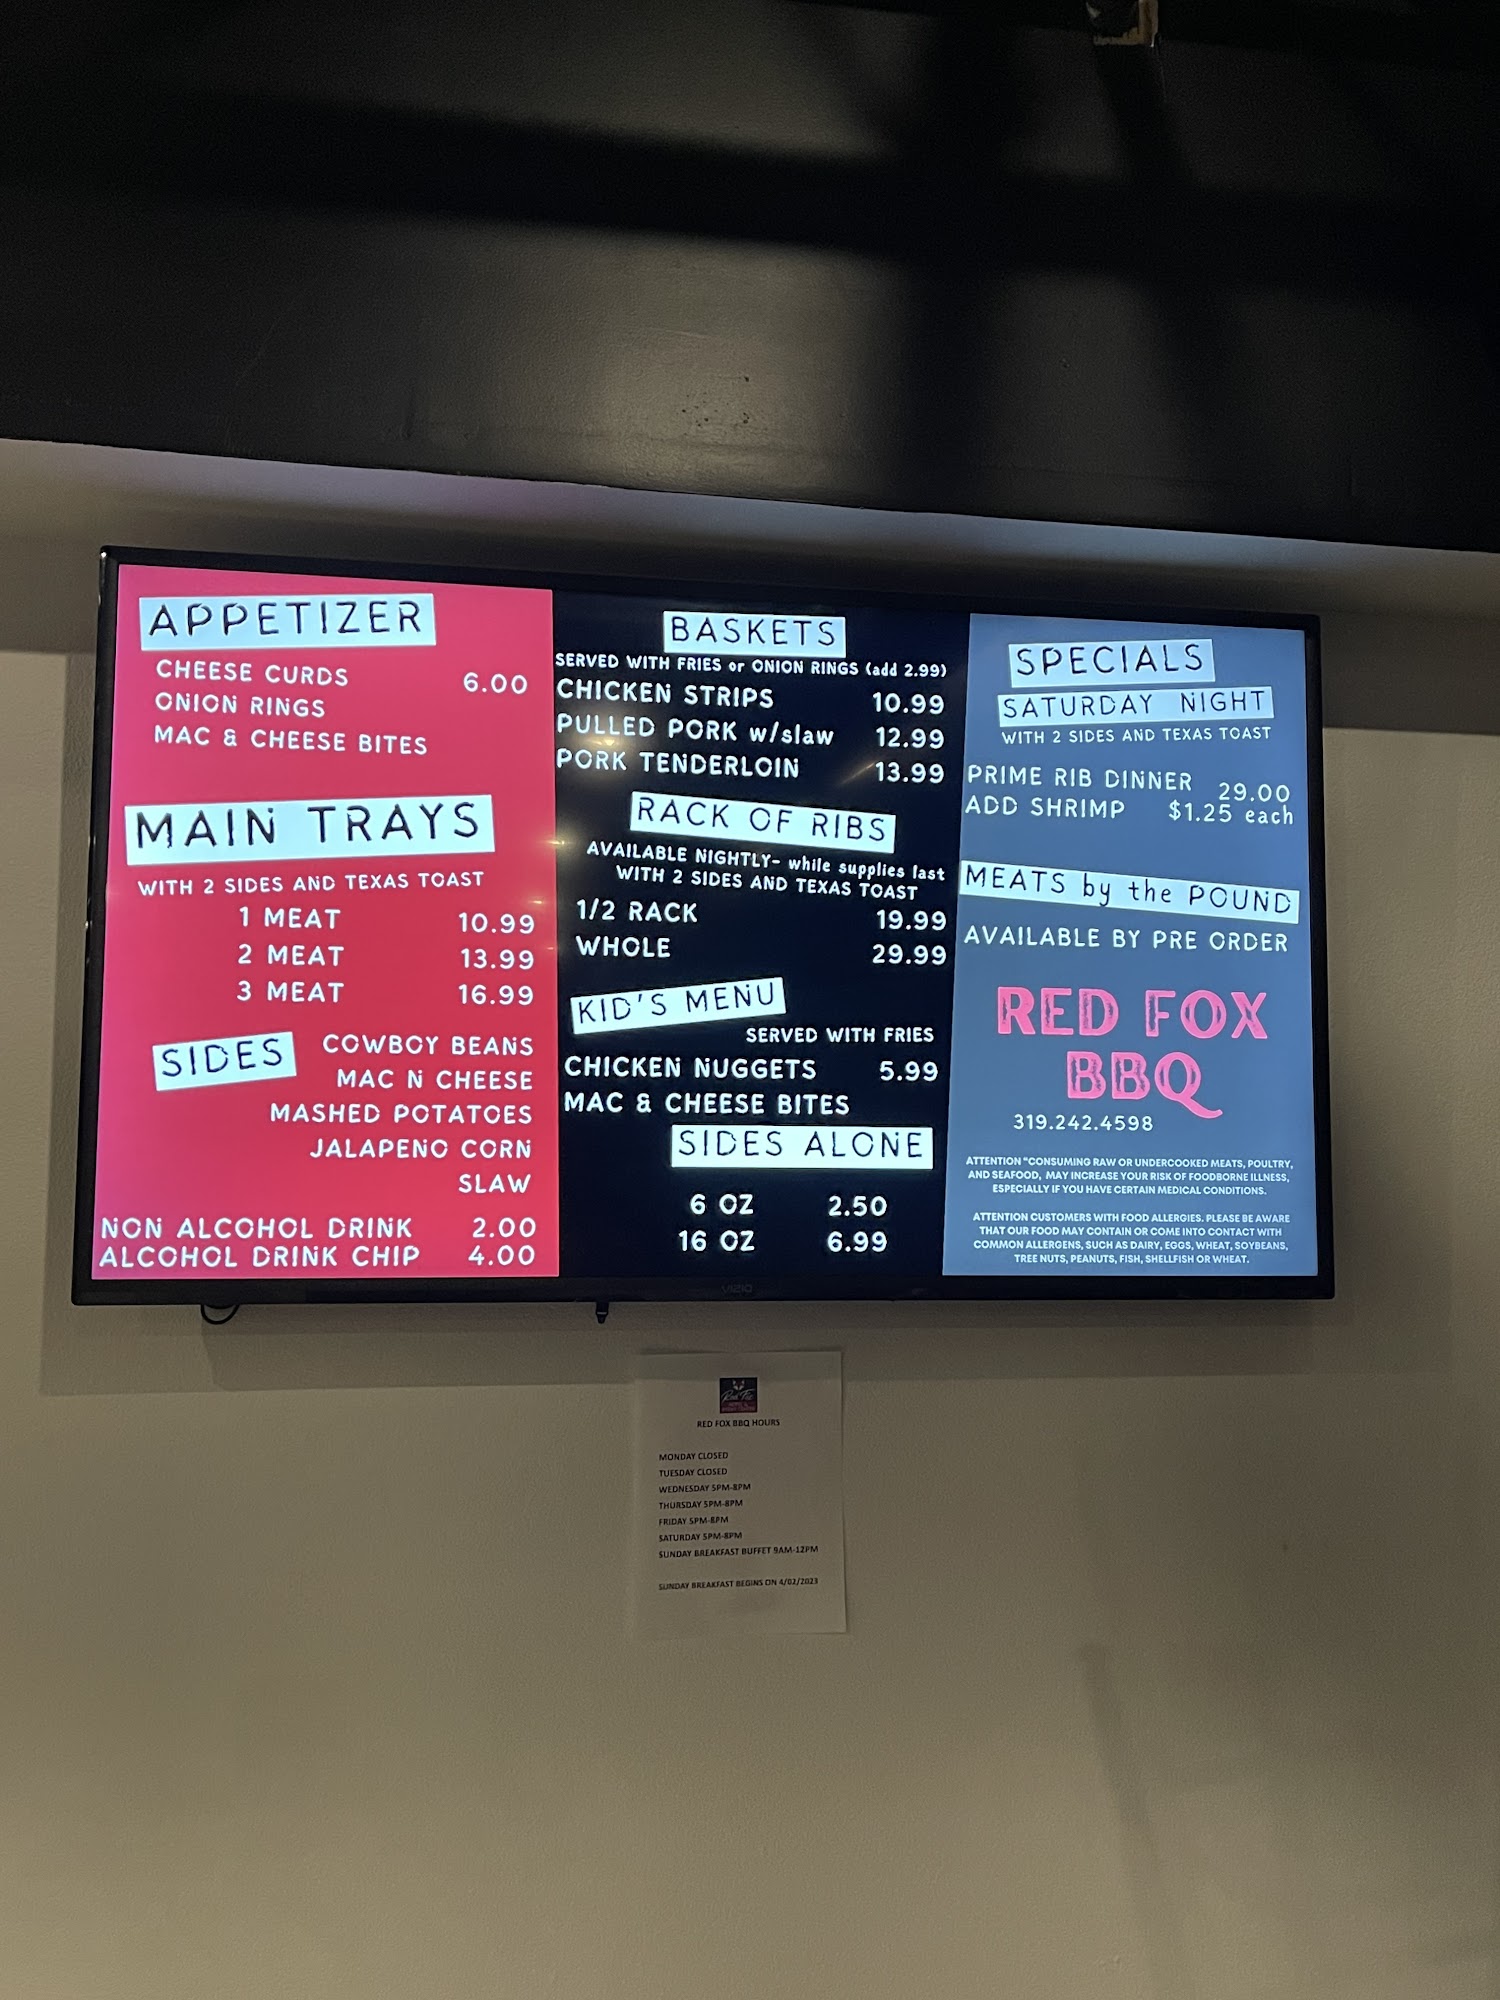 APPETIZER
CHEESE CURDS 6.00
ONION RINGS
MAC & CHEESE BITES
MAIN TRAYS
WITH 2 SIDES AND TEXAS TOAST
1 MEAT 10.99
2 MEAT 13.99
3 MEAT 16.99
SIDES
COWBOY BEANS
MAC N CHEESE
MASHED POTATOES
JALAPENO CORN
SLAW
NON ALCOHOL DRINK 2.00
ALCOHOL DRINK CHIP 4.00
BASKETS
SERVED WITH FRIES or ONION RINGS (add 2.99)
CHICKEN STRIPS 10.99
PULLED PORK w/slaw 12.99
PORK TENDERLOIN 13.99
RACK OF RIBS
AVAILABLE NIGHTLY- while supplies last
WITH 2 SIDES AND TEXAS TOAST
1/2 RACK 19.99
WHOLE 29.99
KID'S MENU
SERVED WITH FRIES
CHICKEN NUGGETS 5.99
MAC & CHEESE BITES
SIDES ALONE
6 OZ 2.50
16 OZ 6.99
SPECIALS
SATURDAY NIGHT
WITH 2 SIDES AND TEXAS TOAST
PRIME RIB DINNER 29.00
ADD SHRIMP $1.25 each
MEATS by the POUND
AVAILABLE BY PRE ORDER
RED FOX
BBQ
319.242.4598
ATTENTION "CONSUMING RAW OR UNDERCOOKED MEATS, POULTRY,
AND SEAFOOD, MAY INCREASE YOUR RISK OF FOODBORNE ILLNESS,
ESPECIALLY IF YOU HAVE CERTAIN MEDICAL CONDITIONS.
ATTENTION CUSTOMERS WITH FOOD ALLERGIES. PLEASE BE AWARE
THAT OUR FOOD MAY CONTAIN OR COME INTO CONTACT WITH
COMMON ALLERGENS, SUCH AS DAIRY, EGGS, WHEAT, SOYBEANS,
TREE NUTS, PEANUTS, FISH, SHELLFISH OR WHEAT.
VIZIO
Red Fox
RED FOX BBQ HOURS
MONDAY CLOSED
TUESDAY CLOSED
WEDNESDAY 5PM-8PM
THURSDAY 5PM-8PM
FRIDAY 5PM-8PM
SATURDAY 5PM-8PM
SUNDAY BREAKFAST BUFFET 9AM-12PM
SUNDAY BREAKFAST BEGINS ON 4/02/2023